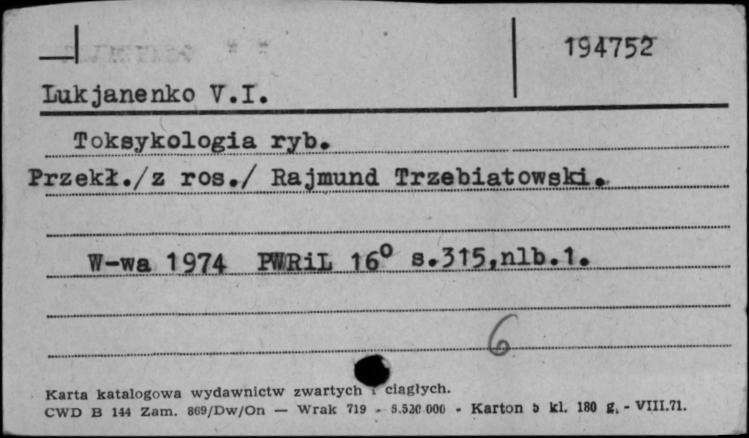 194752
Lukjanenko V.I.
Toksykologia ryb.
Przekł./z ros./ Rajmund Trzebiatowski.
W-wa 1974 PWRiL 16° s.315,nlb.1.
6
Karta katalogowa wydawnictw zwartych i ciągłych.
CWD B 144 Zam. 869/Dw/On — Wrak 719 - 5.520 000 - Karton kl. 180 g. - VIII.71.